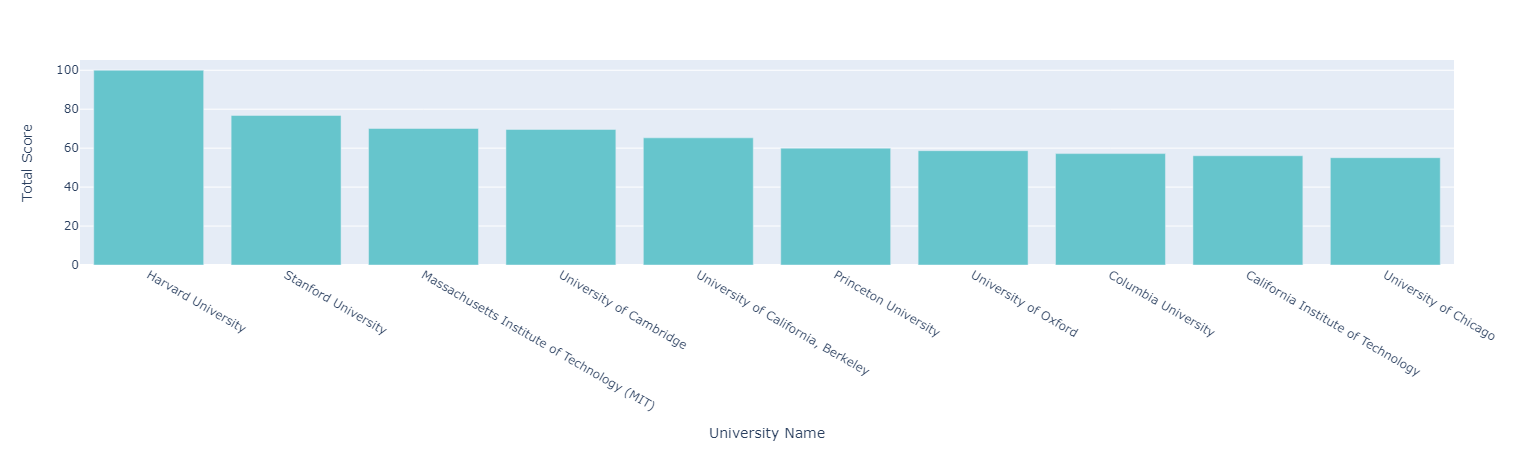 Total Score
100
80
60
40
20
0
Harvard University
Stanford University
Massachusetts Institute of Technology (MIT)
University of Cambridge
University of California, Berkeley
Princeton University
University of Oxford
Columbia University
California Institute of Technology
University of Chicago
University Name